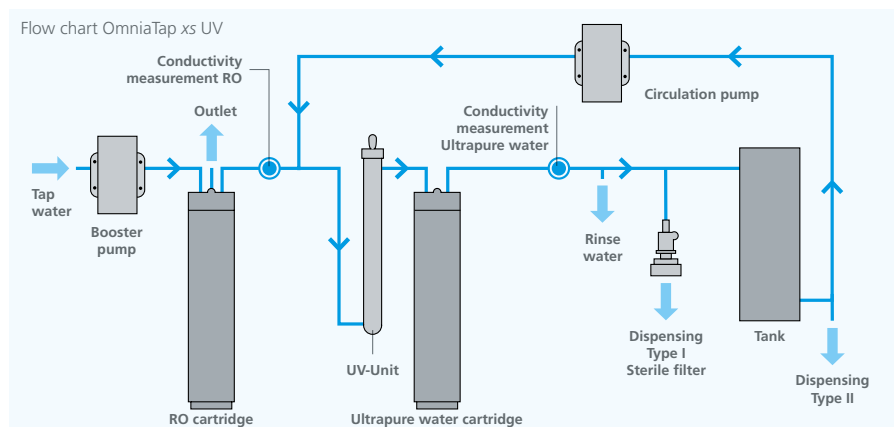 Flow chart OmniaTap xs UV
Conductivity
measurement RO
Outlet
Circulation pump
Conductivity
measurement
Ultrapure water
Tap
water
Booster
pump
Rinse
water
UV-Unit
Dispensing
Type I
Sterile filter
Tank
Dispensing
Type II
RO cartridge
Ultrapure water cartridge